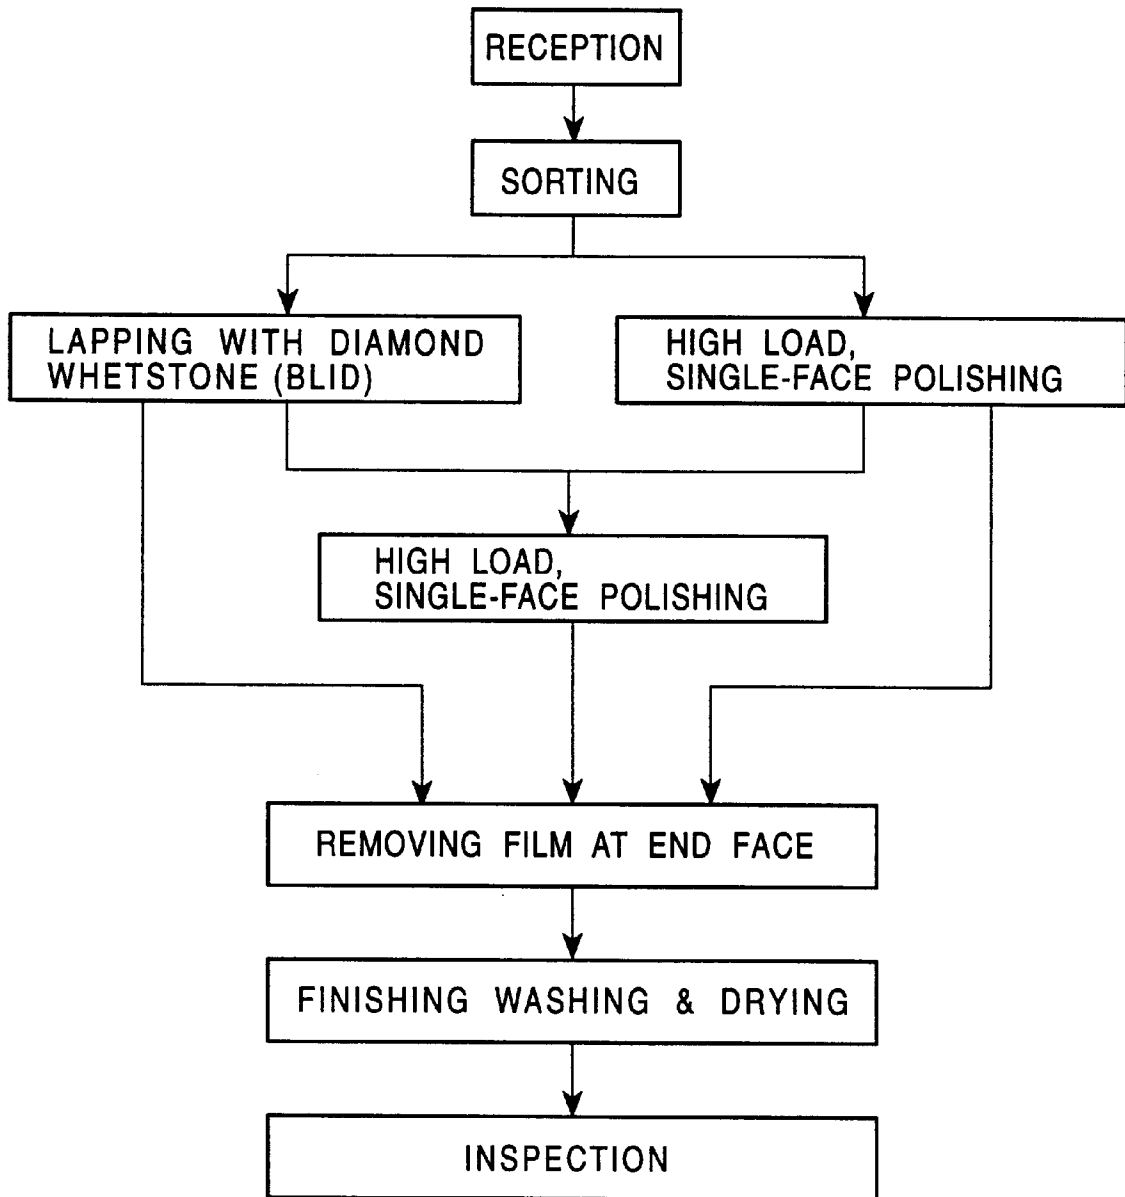 RECEPTION
SORTING
LAPPING WITH DIAMOND
WHETSTONE (BLID)
HIGH LOAD,
SINGLE-FACE POLISHING
HIGH LOAD,
SINGLE-FACE POLISHING
REMOVING FILM AT END FACE
FINISHING WASHING & DRYING
INSPECTION